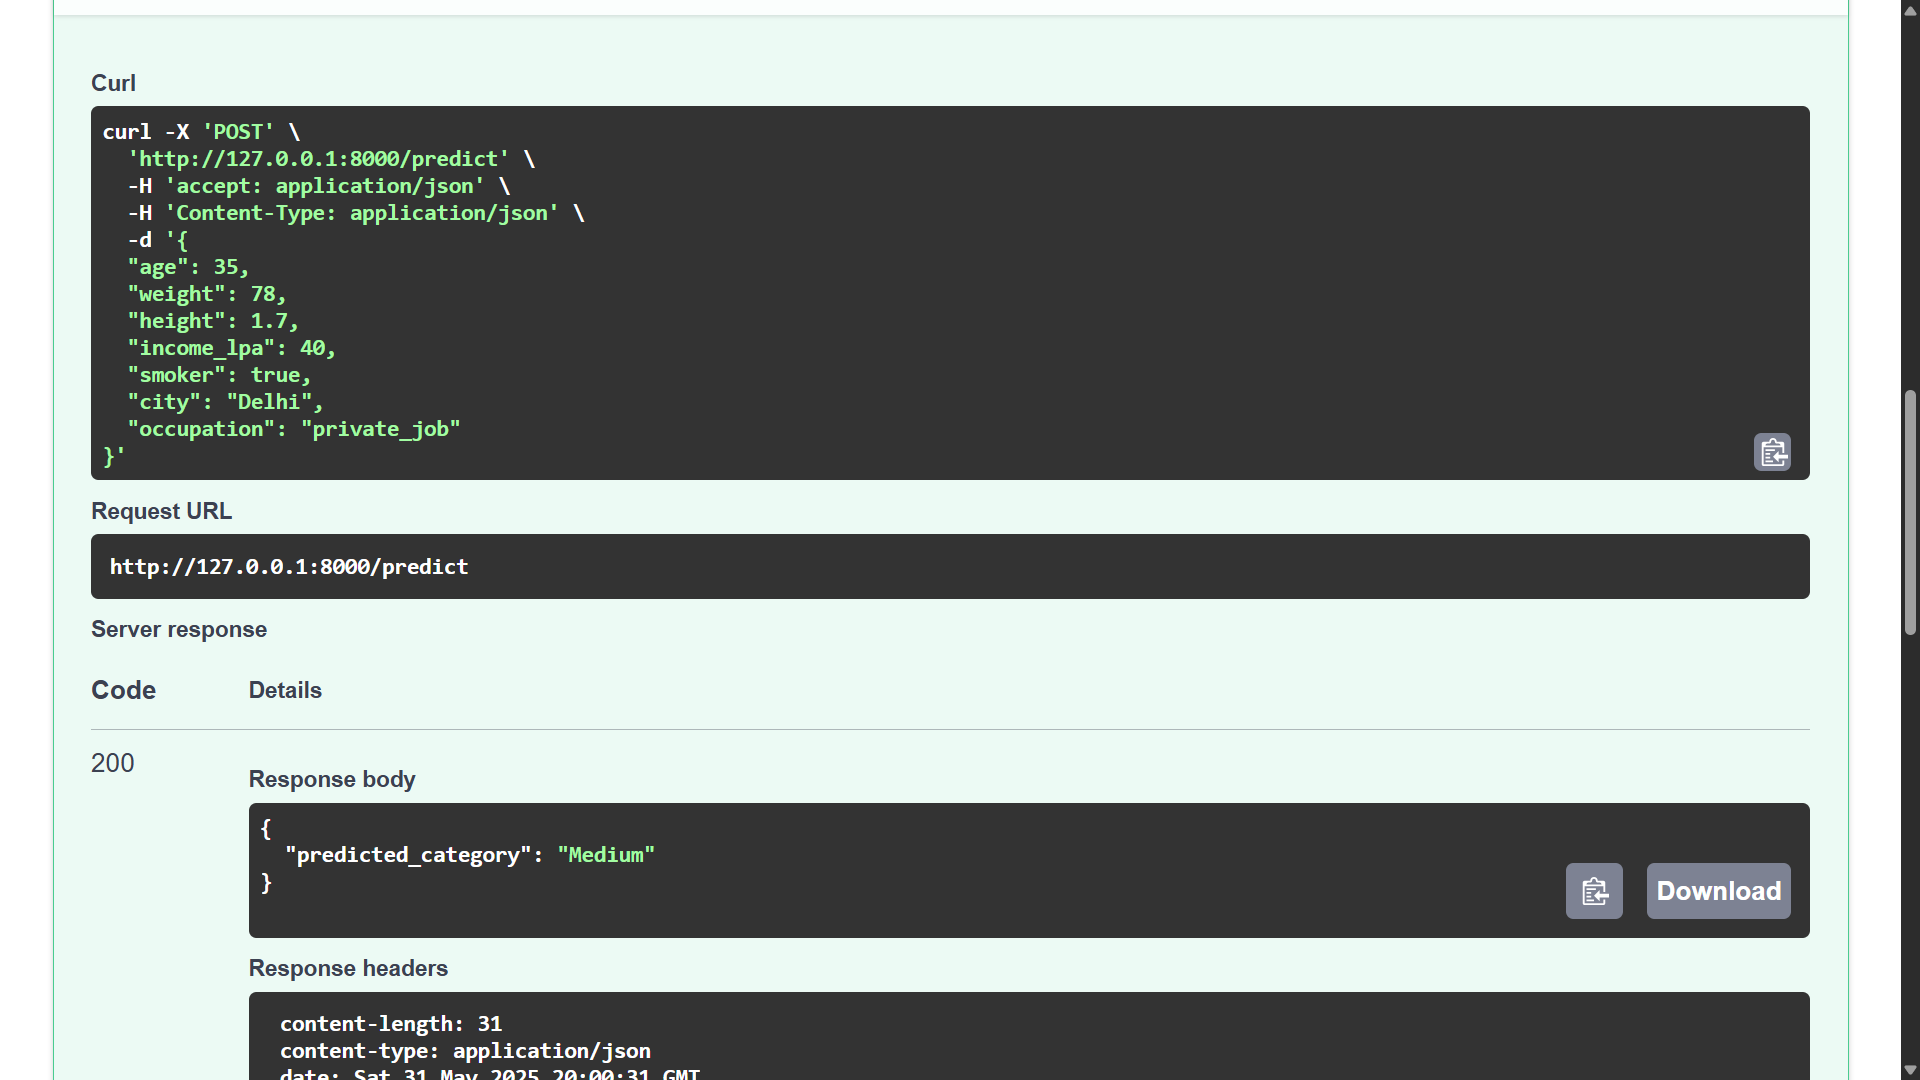 Curl
curl -X 'POST' \
  'http://127.0.0.1:8000/predict' \
  -H 'accept: application/json' \
  -H 'Content-Type: application/json' \
  -d '{
  "age": 35,
  "weight": 78,
  "height": 1.7,
  "income_lpa": 40,
  "smoker": true,
  "city": "Delhi",
  "occupation": "private_job"
}'
Request URL
http://127.0.0.1:8000/predict
Server response
Code Details
200
Response body
{
  "predicted_category": "Medium"
}
Download
Response headers
content-length: 31
content-type: application/json
date: Sat,31 May 2025 20:00:31 GMT